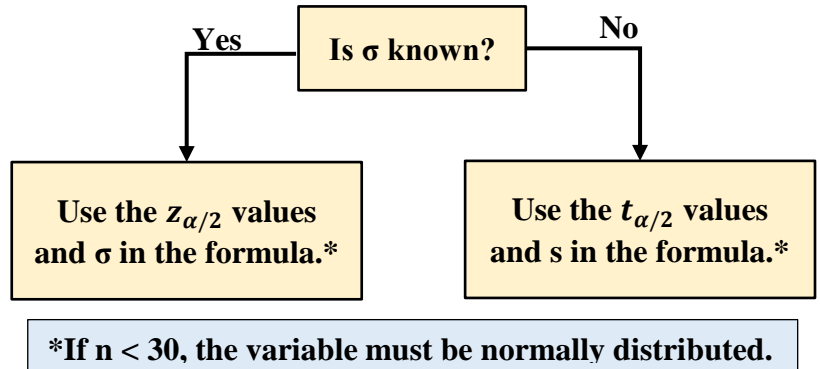 Is σ known?
Yes
No
Use the z_{α/2} values
and σ in the formula.*
Use the t_{α/2} values
and s in the formula.*
*If n < 30, the variable must be normally distributed.